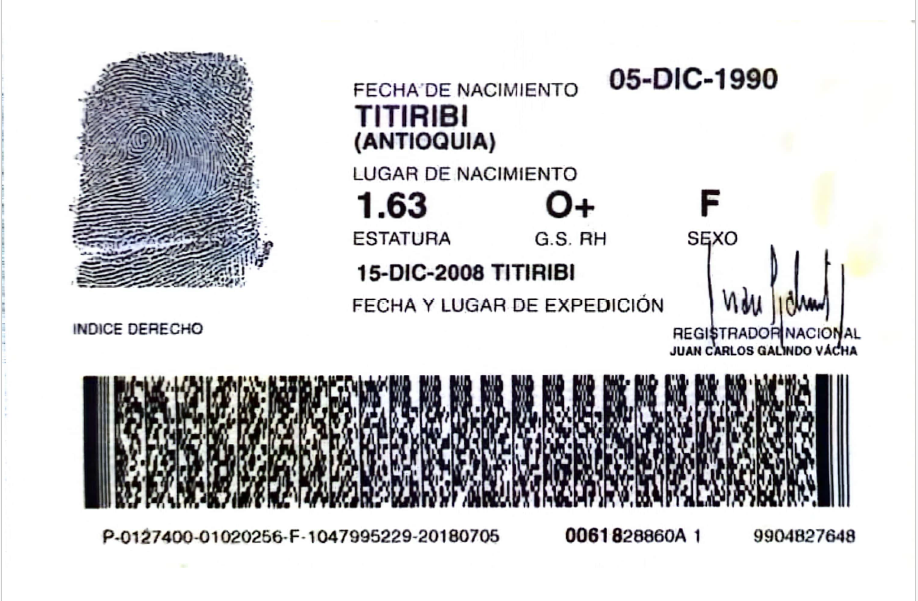 FECHA DE NACIMIENTO 05-DIC-1990
TITIRIBI
(ANTIOQUIA)
LUGAR DE NACIMIENTO
1.63 O+ F
ESTATURA G.S. RH SEXO
15-DIC-2008 TITIRIBI
FECHA Y LUGAR DE EXPEDICIÓN
INDICE DERECHO
REGISTRADOR NACIONAL
JUAN CARLOS GALINDO VÁCHA
P-0127400-01020256-F-1047995229-20180705 0061828860A 1 9904827648